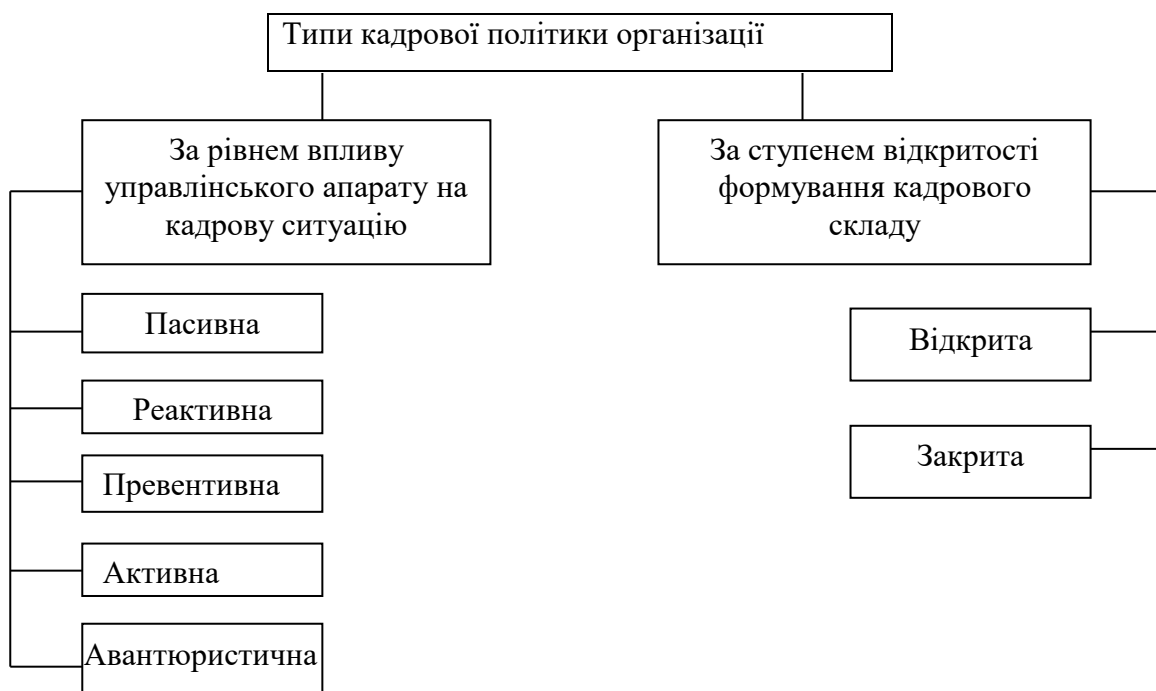 Типи кадрової політики організації
За рівнем впливу
управлінського апарату на
кадрову ситуацію
За ступенем відкритості
формування кадрового
складу
Пасивна
Реактивна
Превентивна
Активна
Авантюристична
Відкрита
Закрита